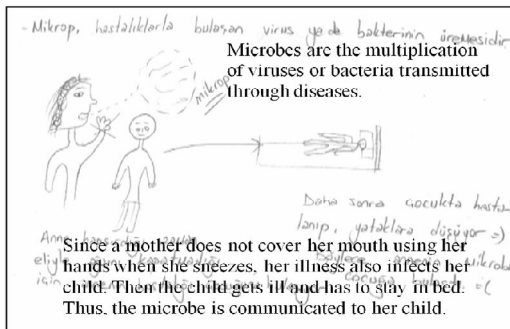 - Mikrop, hastalıklarla bulaşan virus ya da bakterinin üremesidir.
Microbes are the multiplication
of viruses or bacteria transmitted
through diseases.
mikrop
Daha sonra çocukta hasta-
lanıp, yataklara düşüyor =)
Since a mother does not cover her mouth using her
hands when she sneezes, her illness also infects her
child. Then the child gets ill and has to stay in bed.
Thus, the microbe is communicated to her child.